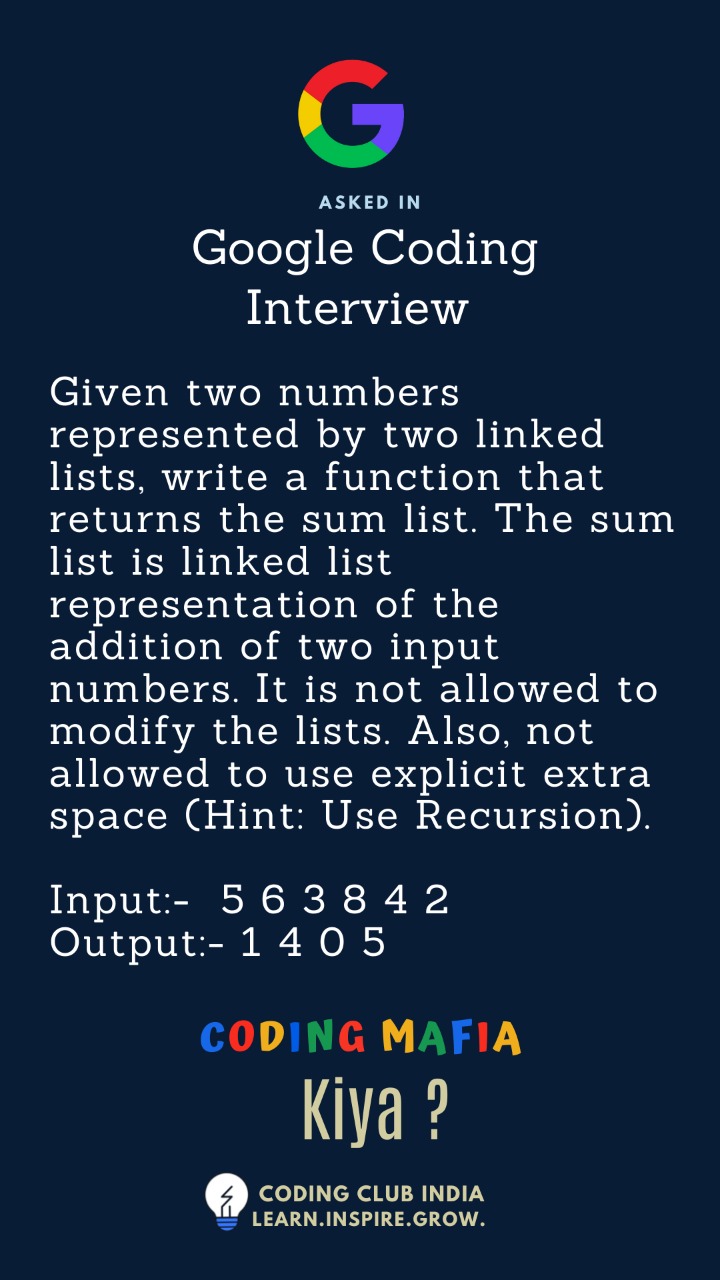 ASKED IN
Google Coding
Interview
Given two numbers
represented by two linked
lists, write a function that
returns the sum list. The sum
list is linked list
representation of the
addition of two input
numbers. It is not allowed to
modify the lists. Also, not
allowed to use explicit extra
space (Hint: Use Recursion).
Input:- 5 6 3 8 4 2
Output:- 1 4 0 5
CODING MAFIA
Kiya ?
CODING CLUB INDIA
LEARN.INSPIRE.GROW.